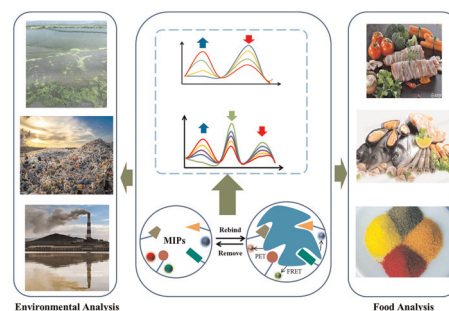 MIPs
Rebind
Remove
PET
FRET
Environmental Analysis
Food Analysis